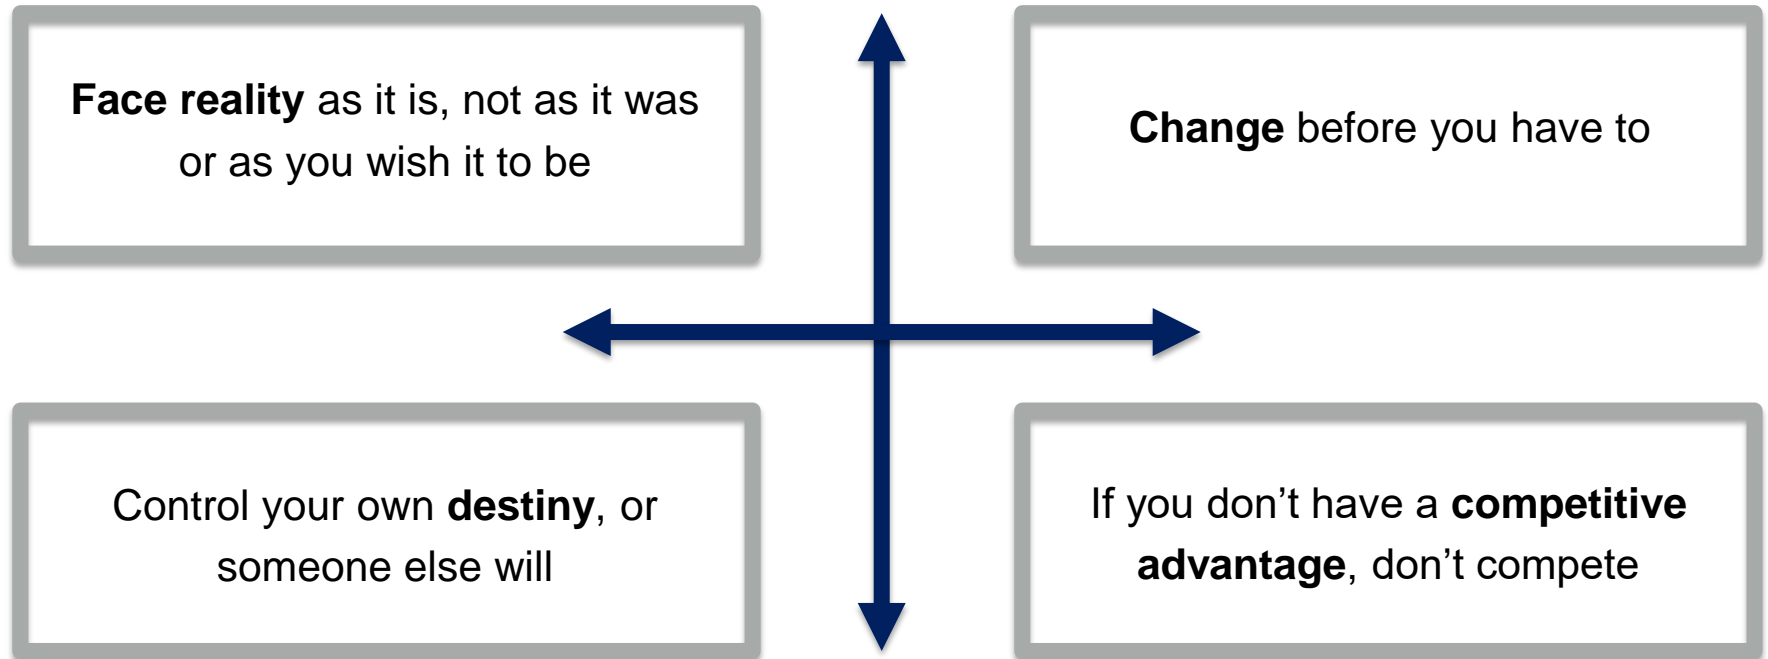 Face reality as it is, not as it was
or as you wish it to be
Change before you have to
Control your own destiny, or
someone else will
If you don’t have a competitive
advantage, don’t compete